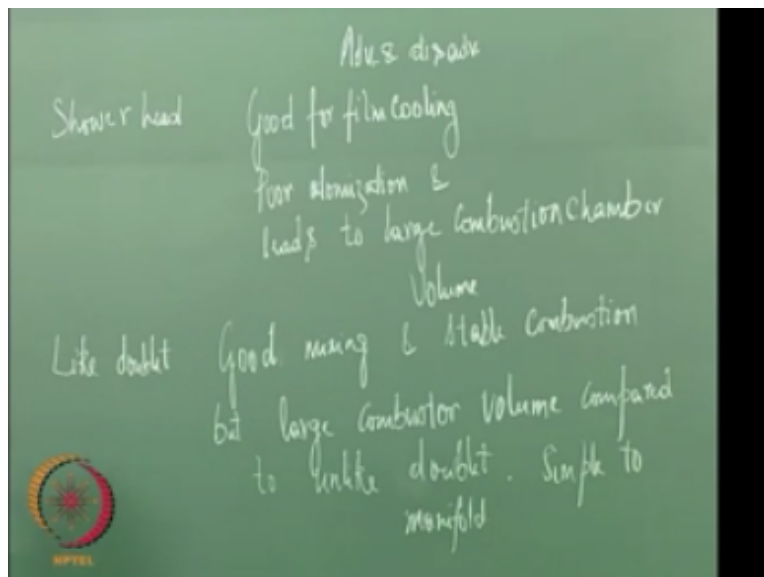 Adv & disadv
Shower head Good for film cooling
Poor atomization &
leads to large Combustion Chamber
Volume
Like doublet Good mixing & stable Combustion
but large Combustor Volume compared
to unlike doublet. Simple to
manifold
NPTEL